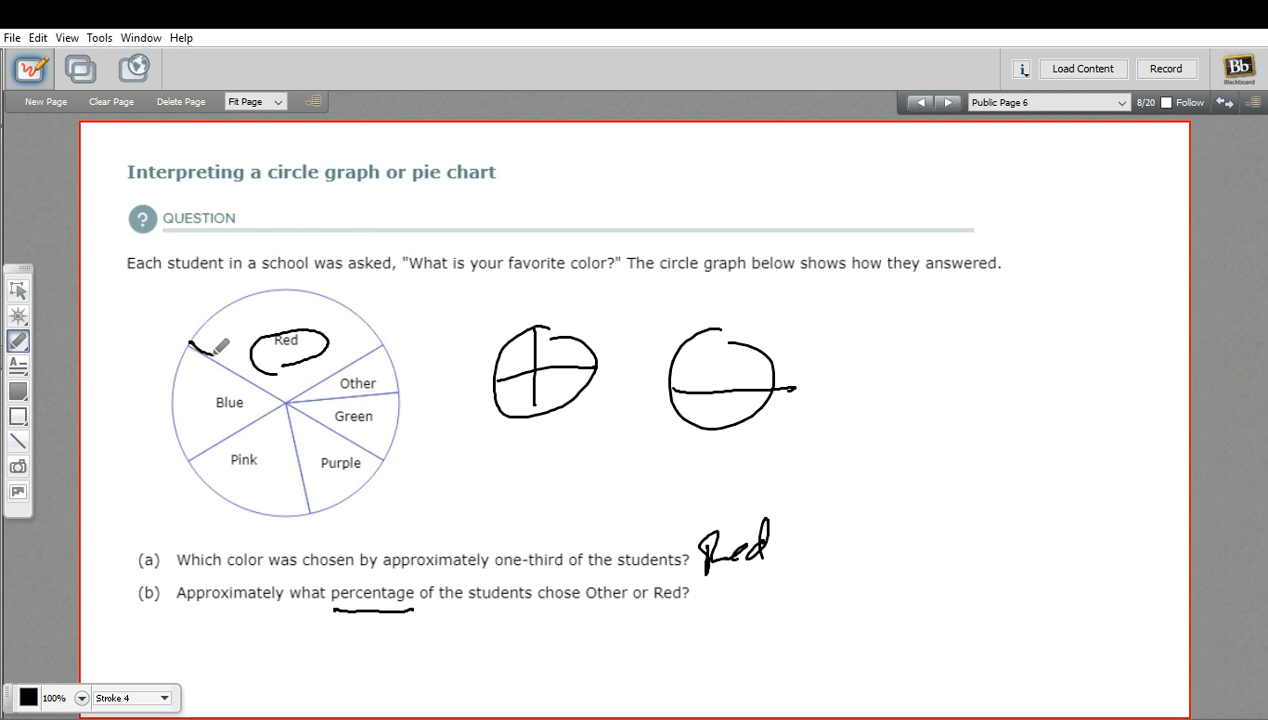 File Edit View Tools Window Help
i Load Content Record Bb
Blackboard
New Page Clear Page Delete Page Fit Page Public Page 6 8/20 Follow
Interpreting a circle graph or pie chart
? QUESTION
Each student in a school was asked, "What is your favorite color?" The circle graph below shows how they answered.
Red
Other
Blue
Green
Pink
Purple
(a) Which color was chosen by approximately one-third of the students? Red
(b) Approximately what percentage of the students chose Other or Red?
100% Stroke 4